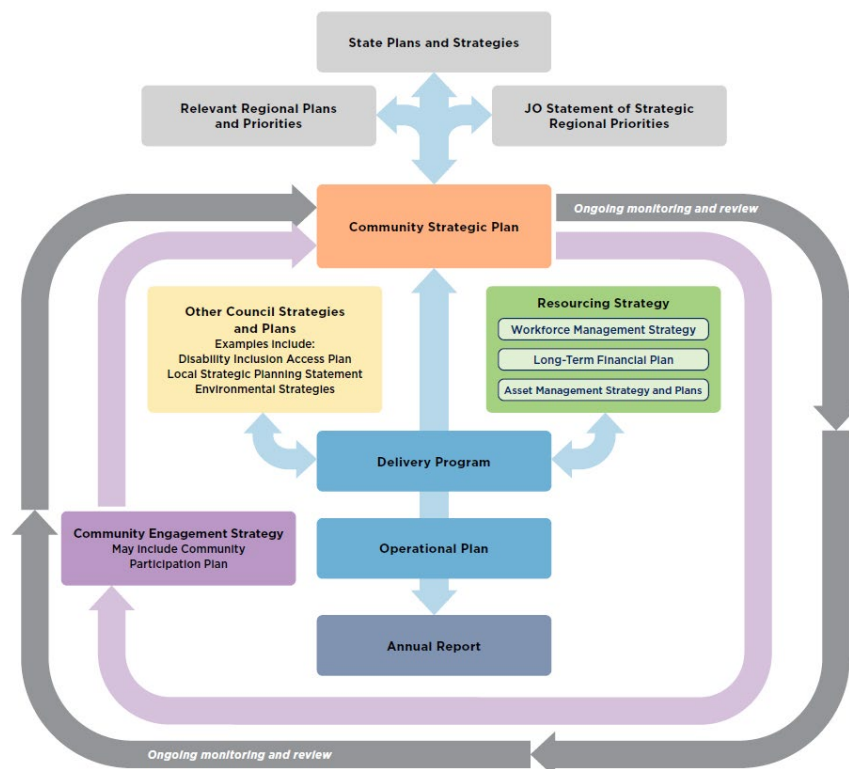 State Plans and Strategies
Relevant Regional Plans
and Priorities
JO Statement of Strategic
Regional Priorities
Community Strategic Plan
Ongoing monitoring and review
Other Council Strategies
and Plans
Examples include:
Disability Inclusion Access Plan
Local Strategic Planning Statement
Environmental Strategies
Resourcing Strategy
Workforce Management Strategy
Long-Term Financial Plan
Asset Management Strategy and Plans
Delivery Program
Community Engagement Strategy
May Include Community
Participation Plan
Operational Plan
Annual Report
Ongoing monitoring and review